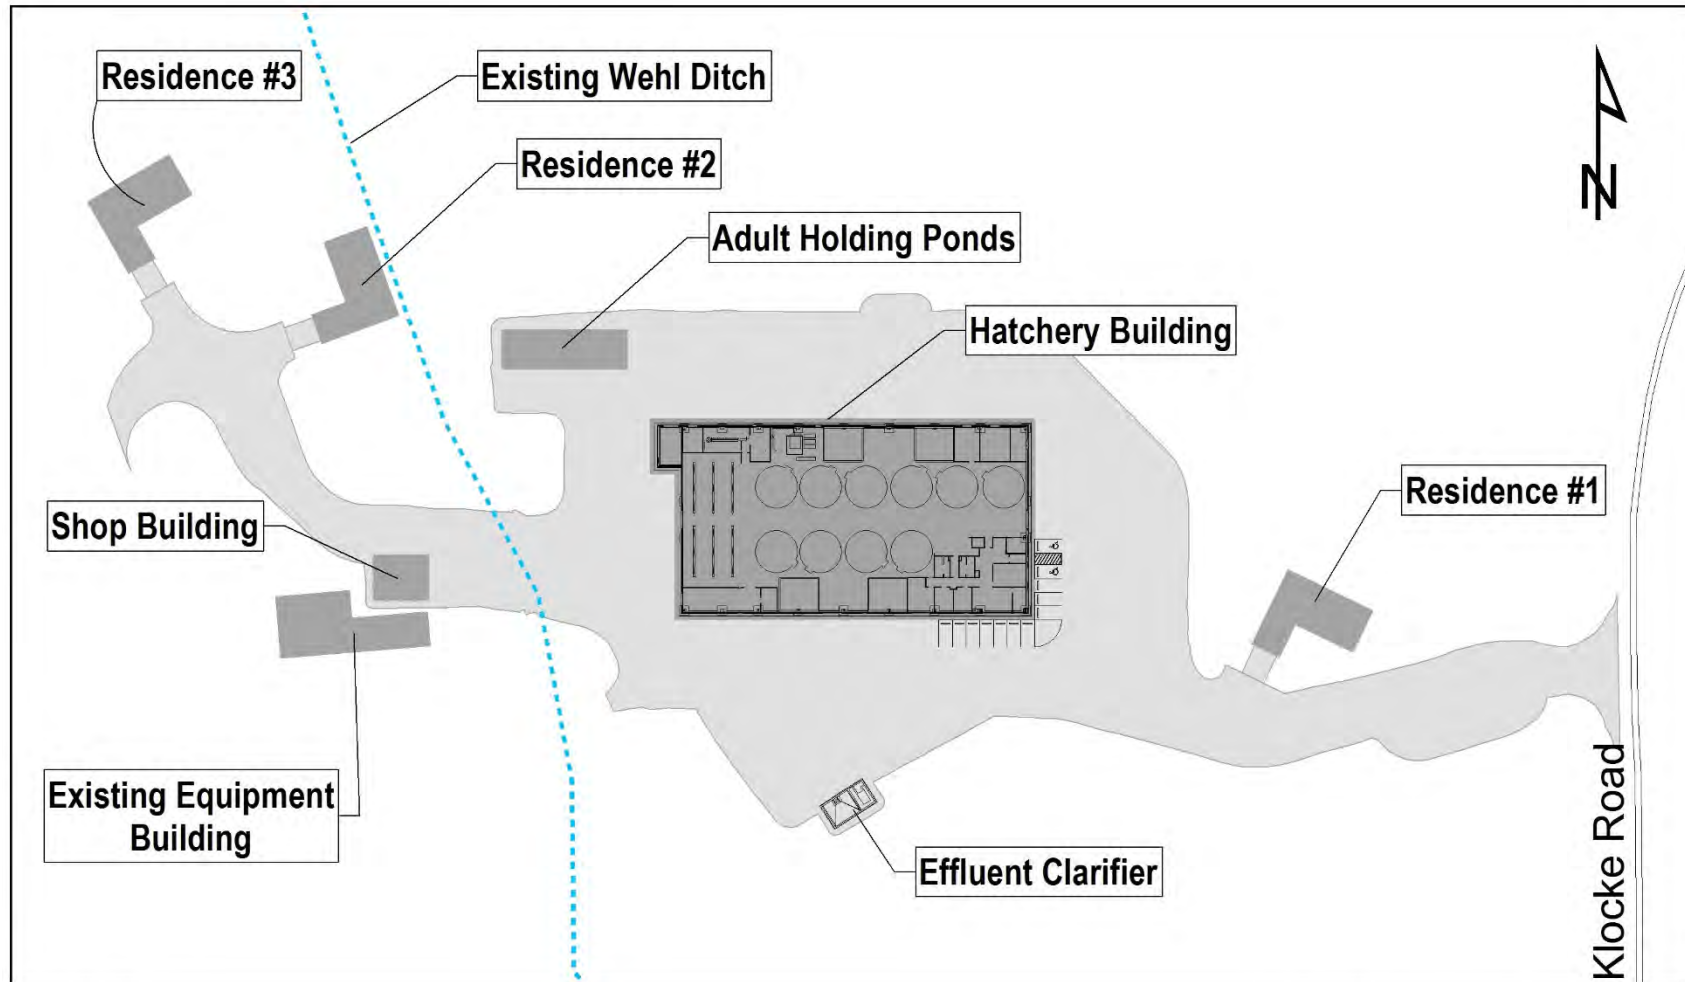 Residence #3
Existing Wehl Ditch
Residence #2
Adult Holding Ponds
N
Hatchery Building
Residence #1
Shop Building
Existing Equipment
Building
Effluent Clarifier
Klocke Road